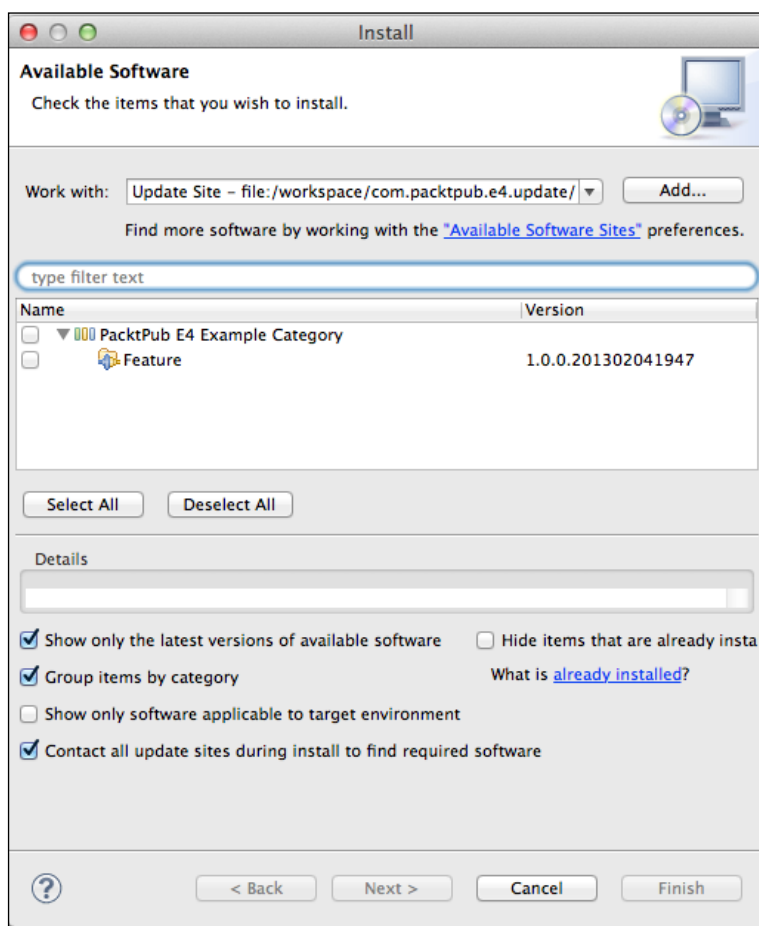 Install
Available Software
Check the items that you wish to install.
Work with: Update Site – file:/workspace/com.packtpub.e4.update/ Add...
Find more software by working with the "Available Software Sites" preferences.
type filter text
Name Version
PacktPub E4 Example Category
Feature 1.0.0.201302041947
Select All Deselect All
Details
Show only the latest versions of available software Hide items that are already insta
Group items by category What is already installed?
Show only software applicable to target environment
Contact all update sites during install to find required software
? < Back Next > Cancel Finish